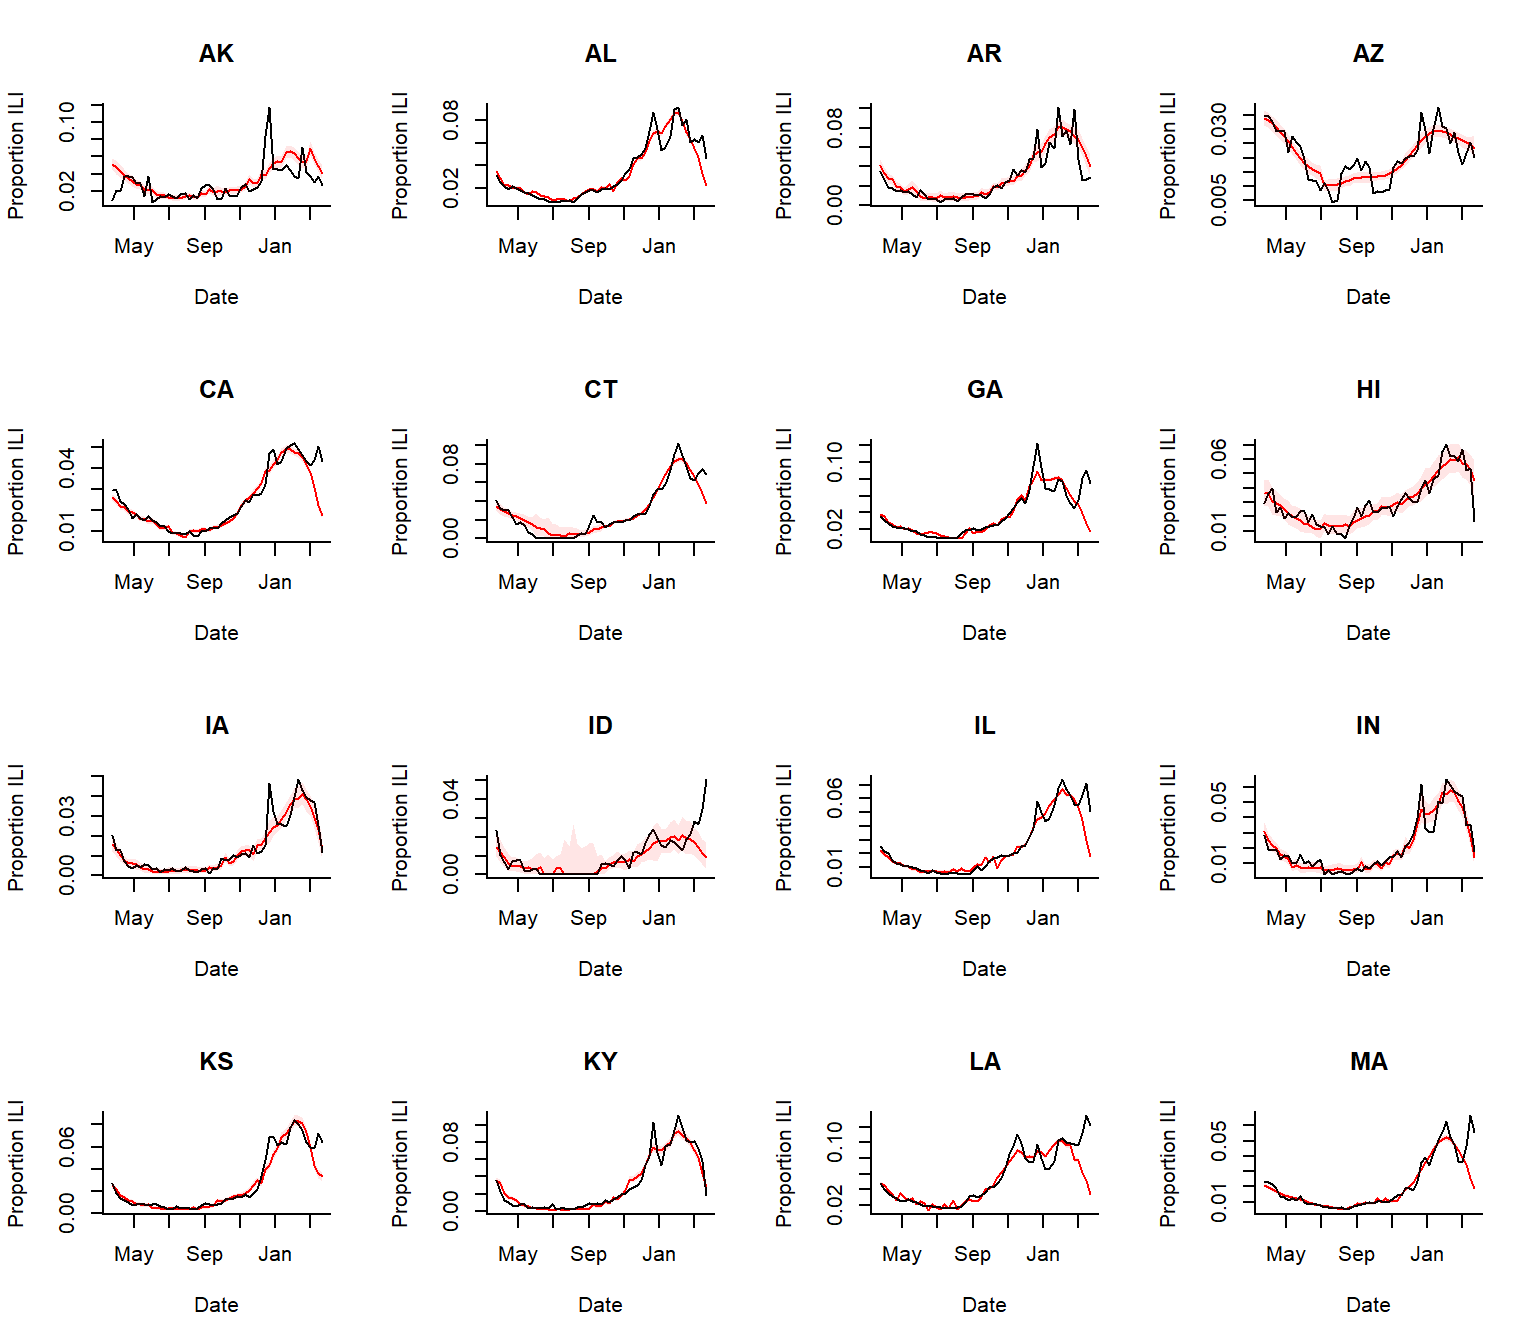 AK
AL
AR
AZ
Proportion ILI
0.02
0.10
May Sep Jan
Date
Proportion ILI
0.02
0.08
May Sep Jan
Date
Proportion ILI
0.00
0.08
May Sep Jan
Date
Proportion ILI
0.005
0.030
May Sep Jan
Date
CA
CT
GA
HI
Proportion ILI
0.01
0.04
May Sep Jan
Date
Proportion ILI
0.00
0.08
May Sep Jan
Date
Proportion ILI
0.02
0.10
May Sep Jan
Date
Proportion ILI
0.01
0.06
May Sep Jan
Date
IA
ID
IL
IN
Proportion ILI
0.00
0.03
May Sep Jan
Date
Proportion ILI
0.00
0.04
May Sep Jan
Date
Proportion ILI
0.01
0.06
May Sep Jan
Date
Proportion ILI
0.01
0.05
May Sep Jan
Date
KS
KY
LA
MA
Proportion ILI
0.00
0.06
May Sep Jan
Date
Proportion ILI
0.00
0.08
May Sep Jan
Date
Proportion ILI
0.02
0.10
May Sep Jan
Date
Proportion ILI
0.01
0.05
May Sep Jan
Date